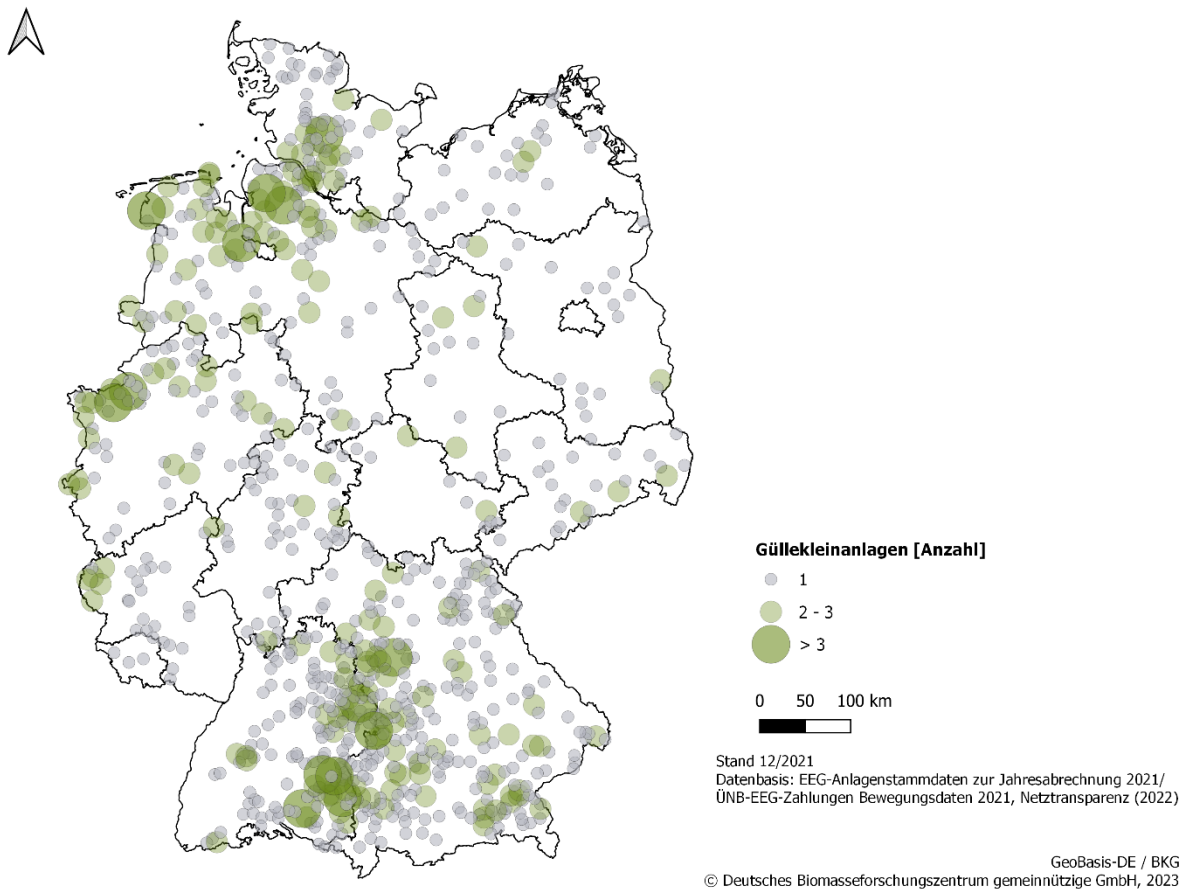 Güllekleinanlagen [Anzahl]
1
2 - 3
> 3
0 50 100 km
Stand 12/2021
Datenbasis: EEG-Anlagenstammdaten zur Jahresabrechnung 2021/
ÜNB-EEG-Zahlungen Bewegungsdaten 2021, Netztransparenz (2022)
GeoBasis-DE / BKG
© Deutsches Biomasseforschungszentrum gemeinnützige GmbH, 2023